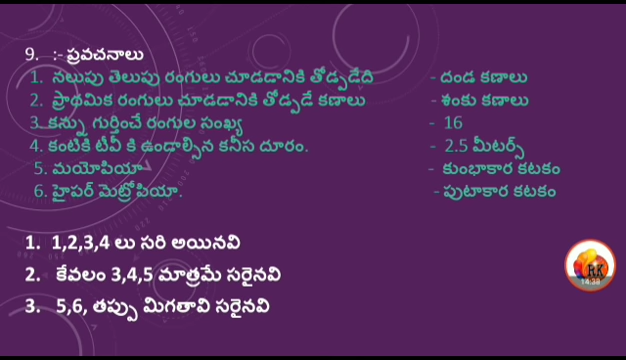 9. :- ప్రవచనాలు
1. నలుపు తెలుపు రంగులు చూడడానికి తోడ్పడేది - దండ కణాలు
2. ప్రాథమిక రంగులు చూడడానికి తోడ్పడే కణాలు - శంకు కణాలు
3. కన్ను గుర్తించే రంగుల సంఖ్య - 16
4. కంటికి టీవీ కి ఉండాల్సిన కనీస దూరం. - 2.5 మీటర్స్
5. మయోపియా - కుంభాకార కటకం
6. హైపర్ మెట్రోపియా. - పుటాకార కటకం
1. 1,2,3,4 లు సరి అయినవి
2. కేవలం 3,4,5 మాత్రమే సరైనవి
3. 5,6, తప్పు మిగతావి సరైనవి
RK
14:38